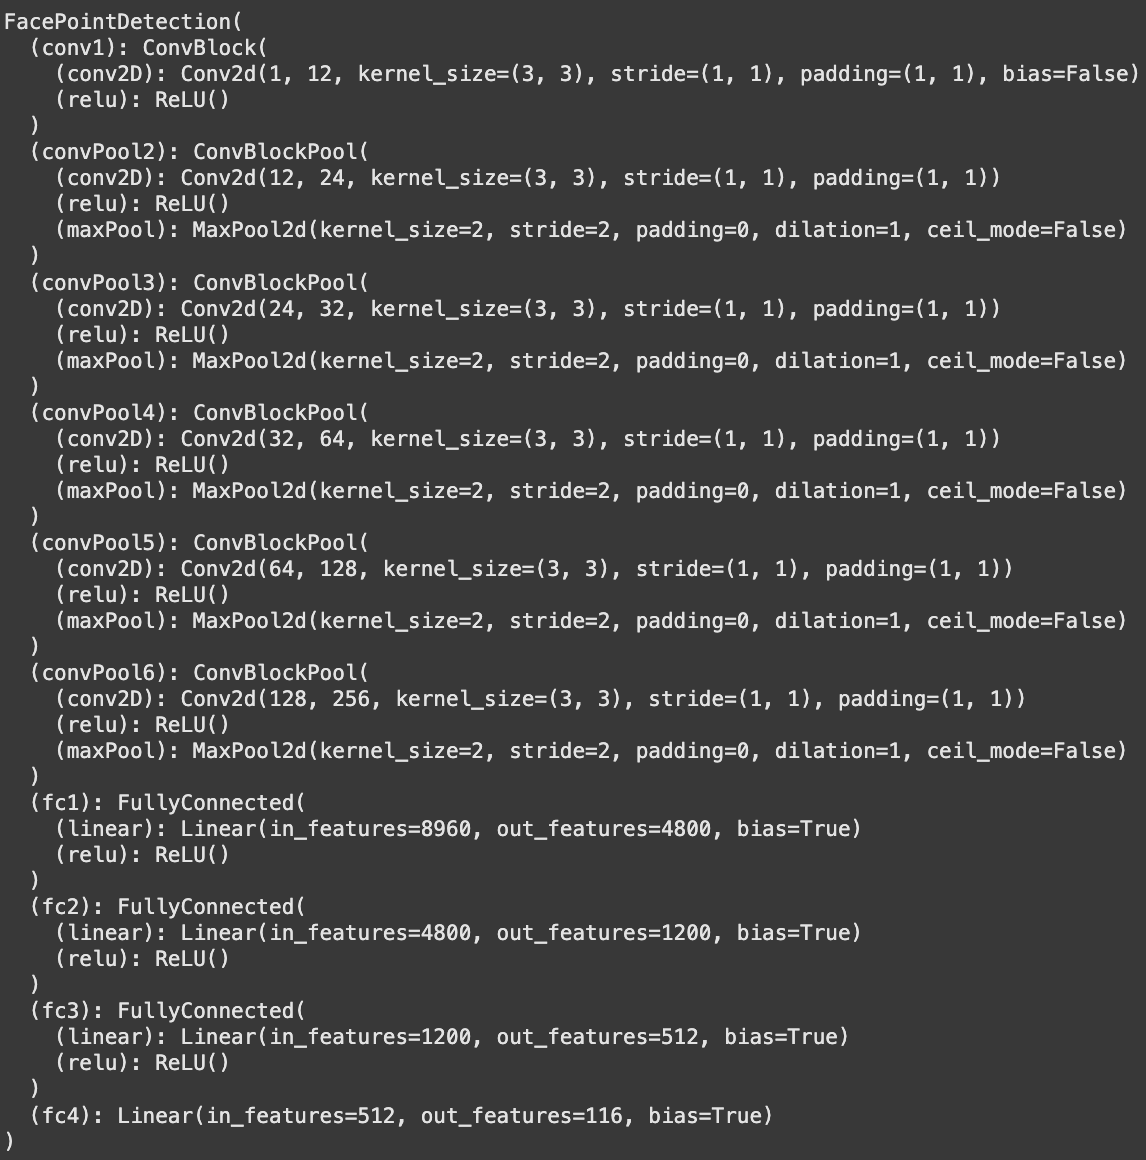 FacePointDetection(
  (conv1): ConvBlock(
    (conv2D): Conv2d(1, 12, kernel_size=(3, 3), stride=(1, 1), padding=(1, 1), bias=False)
    (relu): ReLU()
  )
  (convPool2): ConvBlockPool(
    (conv2D): Conv2d(12, 24, kernel_size=(3, 3), stride=(1, 1), padding=(1, 1))
    (relu): ReLU()
    (maxPool): MaxPool2d(kernel_size=2, stride=2, padding=0, dilation=1, ceil_mode=False)
  )
  (convPool3): ConvBlockPool(
    (conv2D): Conv2d(24, 32, kernel_size=(3, 3), stride=(1, 1), padding=(1, 1))
    (relu): ReLU()
    (maxPool): MaxPool2d(kernel_size=2, stride=2, padding=0, dilation=1, ceil_mode=False)
  )
  (convPool4): ConvBlockPool(
    (conv2D): Conv2d(32, 64, kernel_size=(3, 3), stride=(1, 1), padding=(1, 1))
    (relu): ReLU()
    (maxPool): MaxPool2d(kernel_size=2, stride=2, padding=0, dilation=1, ceil_mode=False)
  )
  (convPool5): ConvBlockPool(
    (conv2D): Conv2d(64, 128, kernel_size=(3, 3), stride=(1, 1), padding=(1, 1))
    (relu): ReLU()
    (maxPool): MaxPool2d(kernel_size=2, stride=2, padding=0, dilation=1, ceil_mode=False)
  )
  (convPool6): ConvBlockPool(
    (conv2D): Conv2d(128, 256, kernel_size=(3, 3), stride=(1, 1), padding=(1, 1))
    (relu): ReLU()
    (maxPool): MaxPool2d(kernel_size=2, stride=2, padding=0, dilation=1, ceil_mode=False)
  )
  (fc1): FullyConnected(
    (linear): Linear(in_features=8960, out_features=4800, bias=True)
    (relu): ReLU()
  )
  (fc2): FullyConnected(
    (linear): Linear(in_features=4800, out_features=1200, bias=True)
    (relu): ReLU()
  )
  (fc3): FullyConnected(
    (linear): Linear(in_features=1200, out_features=512, bias=True)
    (relu): ReLU()
  )
  (fc4): Linear(in_features=512, out_features=116, bias=True)
)